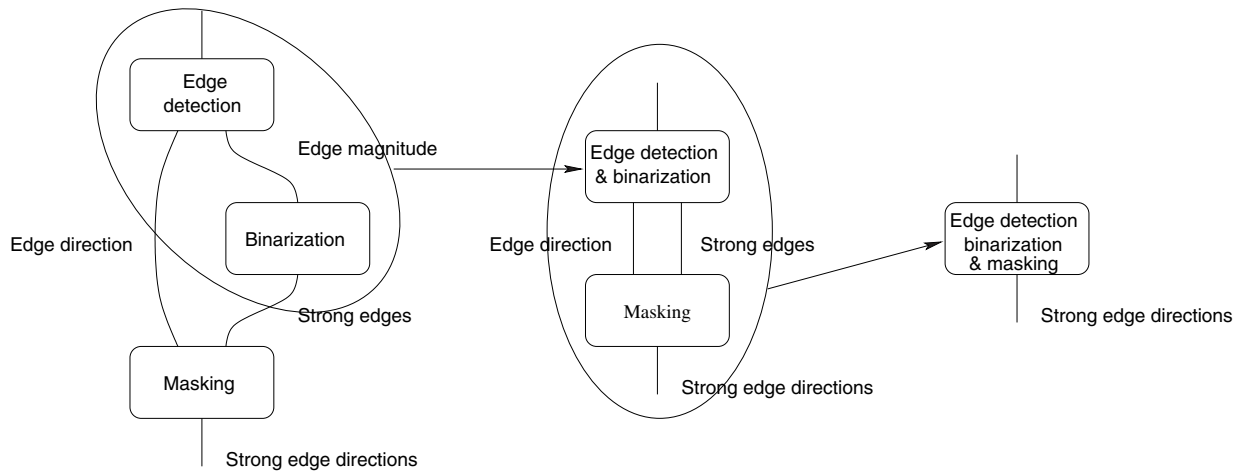 Edge
detection
Edge magnitude
Edge direction
Binarization
Strong edges
Masking
Strong edge directions
Edge detection
& binarization
Edge direction
Strong edges
Masking
Strong edge directions
Edge detection
binarization
& masking
Strong edge directions